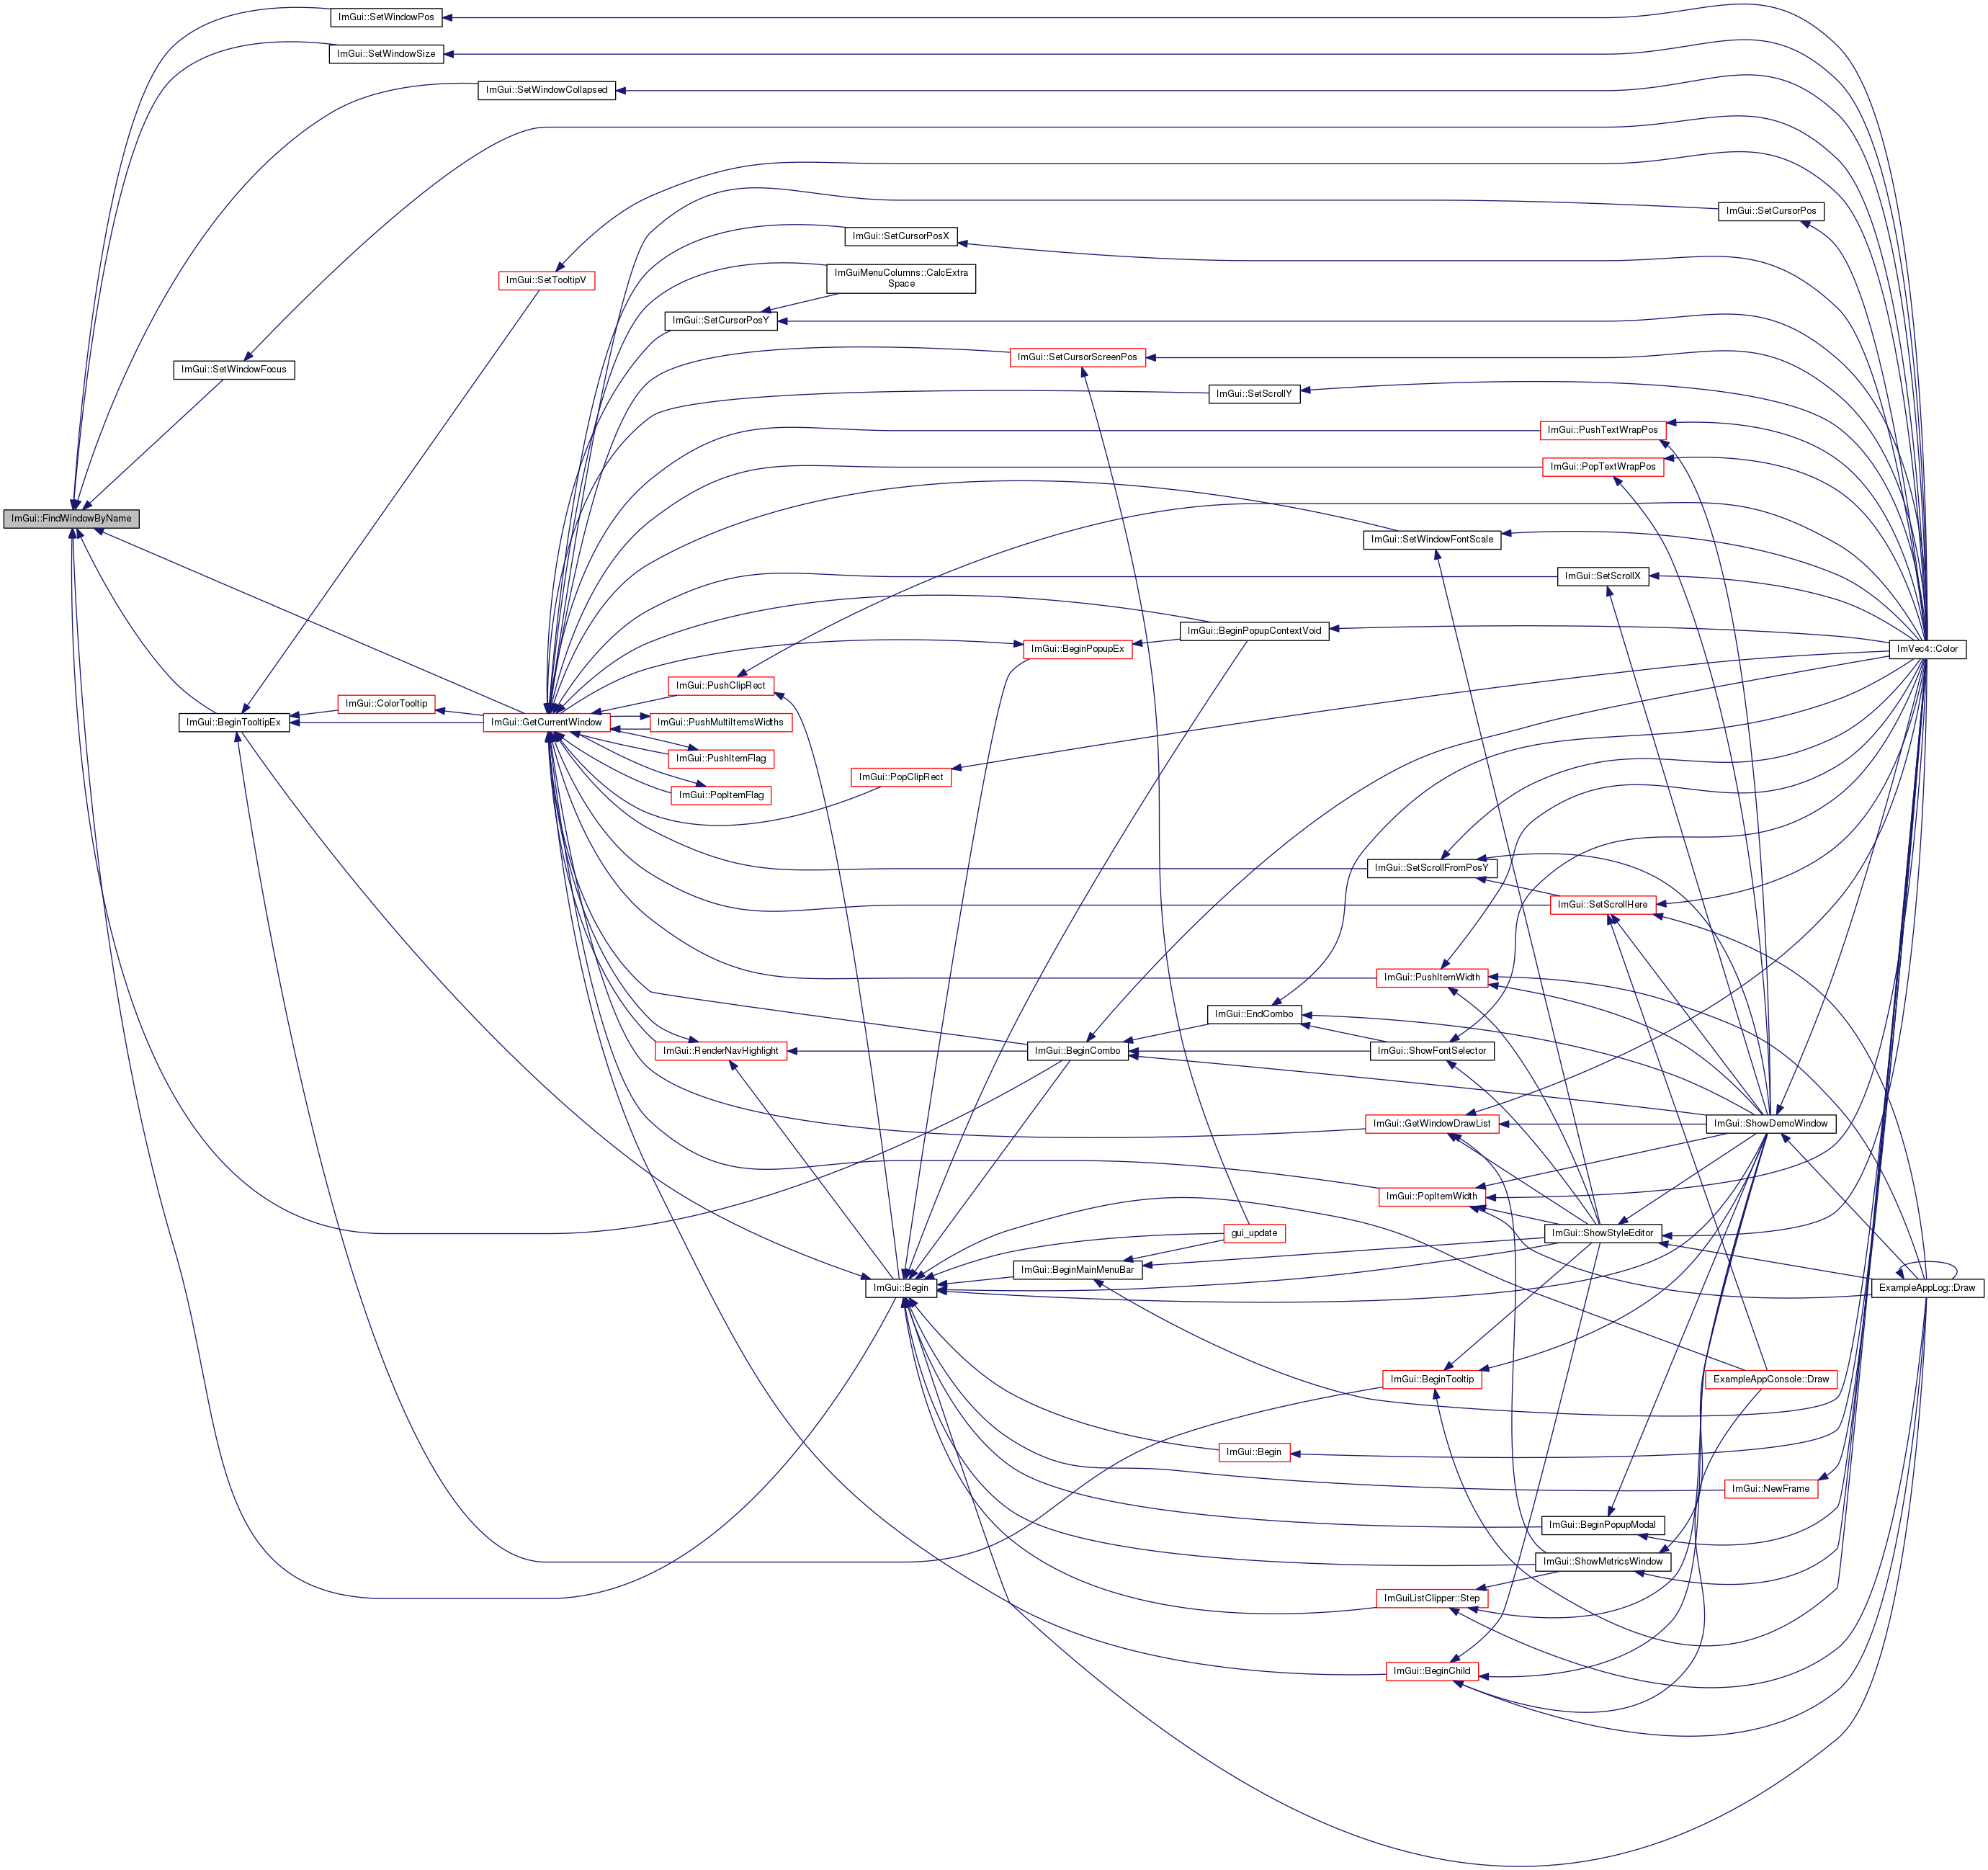 ImGui::SetWindowPos
ImGui::SetWindowSize
ImGui::SetWindowCollapsed
ImGui::SetCursorPos
ImGui::SetCursorPosX
ImGuiMenuColumns::CalcExtra
Space
ImGui::SetTooltipV
ImGui::SetCursorPosY
ImGui::SetCursorScreenPos
ImGui::SetWindowFocus
ImGui::SetScrollY
ImGui::PushTextWrapPos
ImGui::PopTextWrapPos
ImGui::FindWindowByName
ImGui::SetWindowFontScale
ImGui::SetScrollX
ImGui::BeginPopupContextVoid
ImGui::BeginPopupEx
ImVec4::Color
ImGui::PushClipRect
ImGui::ColorTooltip
ImGui::BeginTooltipEx
ImGui::GetCurrentWindow
ImGui::PushMultiItemsWidths
ImGui::PushItemFlag
ImGui::PopClipRect
ImGui::PopItemFlag
ImGui::SetScrollFromPosY
ImGui::SetScrollHere
ImGui::PushItemWidth
ImGui::EndCombo
ImGui::RenderNavHighlight
ImGui::BeginCombo
ImGui::ShowFontSelector
ImGui::GetWindowDrawList
ImGui::ShowDemoWindow
ImGui::PopItemWidth
gui_update
ImGui::ShowStyleEditor
ImGui::BeginMainMenuBar
ImGui::Begin
ExampleAppLog::Draw
ImGui::BeginTooltip
ExampleAppConsole::Draw
ImGui::Begin
ImGui::NewFrame
ImGui::BeginPopupModal
ImGui::ShowMetricsWindow
ImGuiListClipper::Step
ImGui::BeginChild